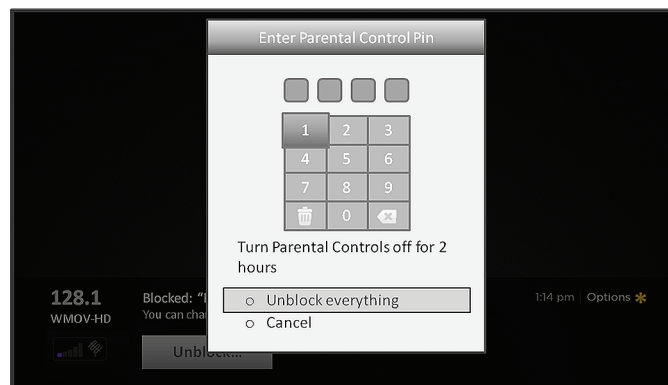 Enter Parental Control Pin
1 2 3
4 5 6
7 8 9
0
Turn Parental Controls off for 2
hours
Unblock everything
Cancel
128.1
WMOV-HD
Blocked:
You can
1:14 pm | Options
Unblock...